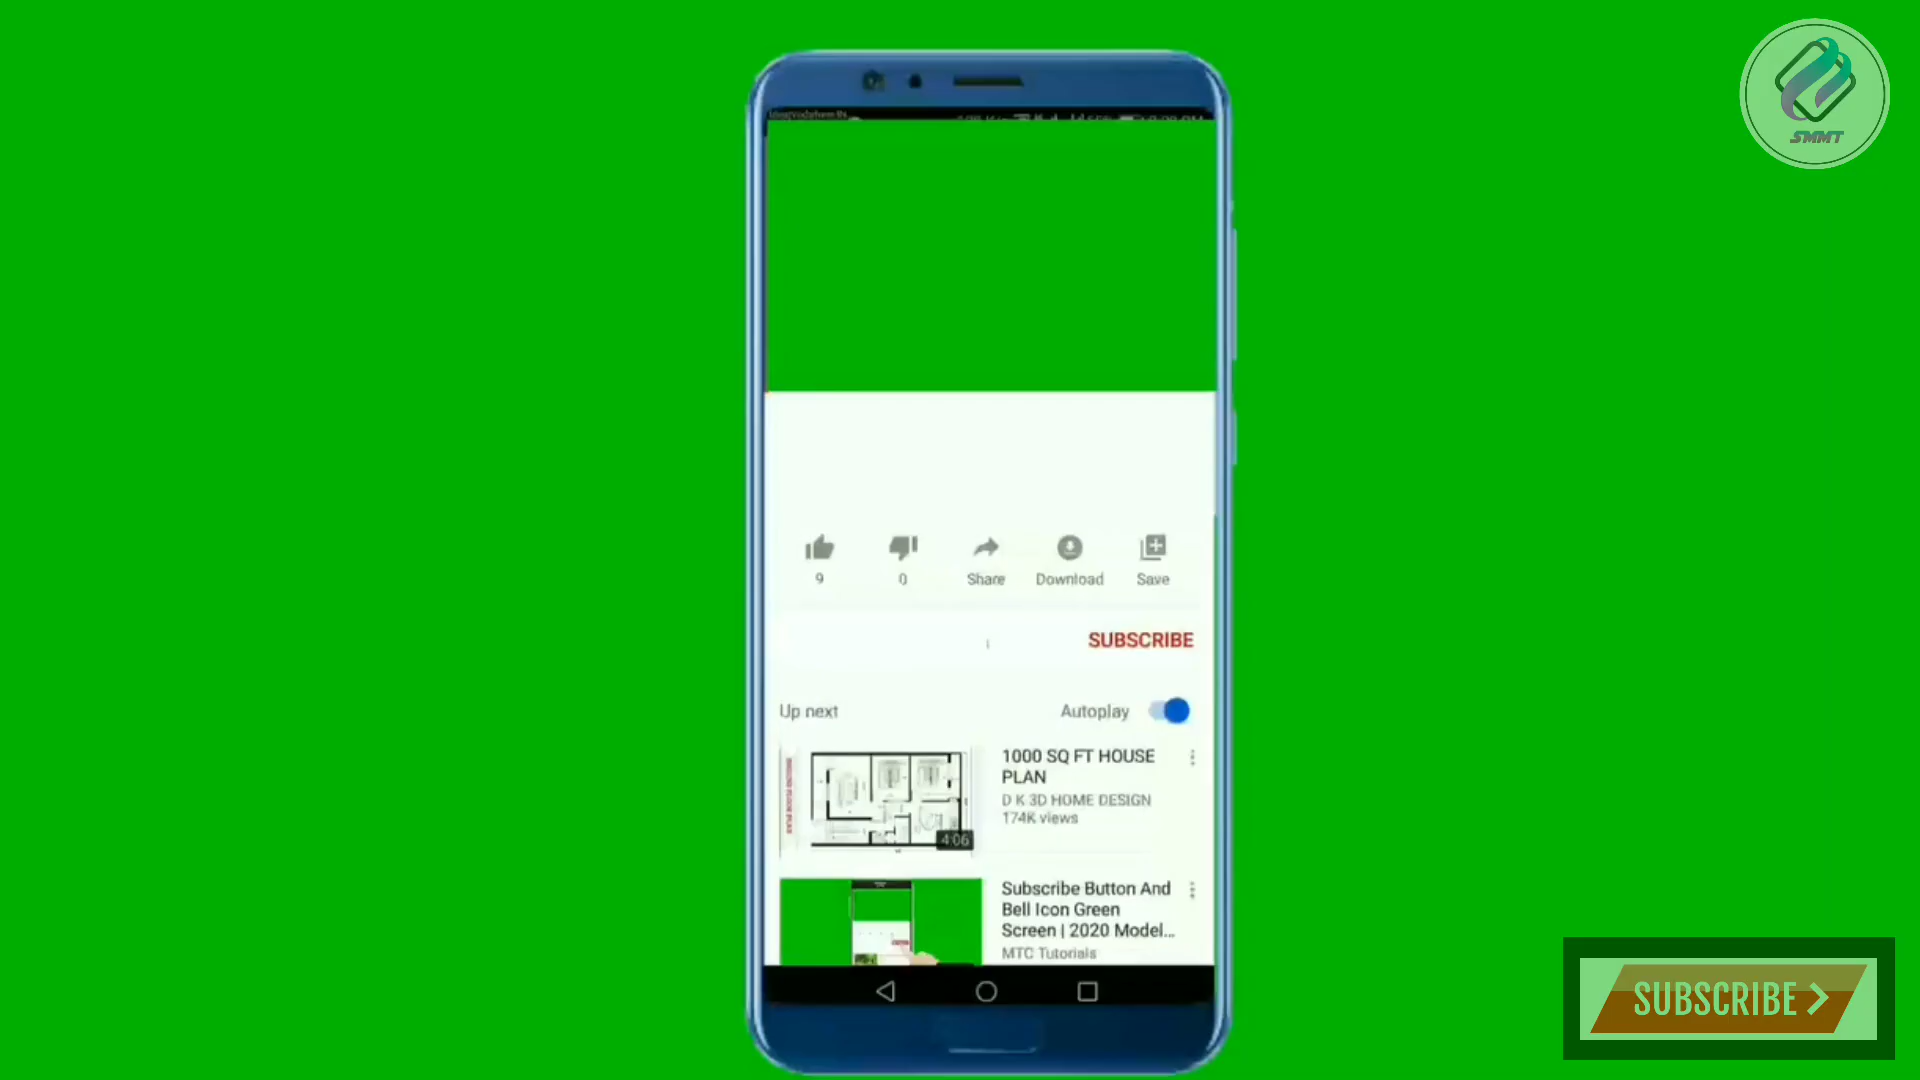 SMMT
9
0
Share
Download
Save
SUBSCRIBE
Up next
Autoplay
1000 SQ FT HOUSE
PLAN
D K 3D HOME DESIGN
174K views
4:06
Subscribe Button And
Bell Icon Green
Screen | 2020 Model...
MTC Tutorials
SUBSCRIBE